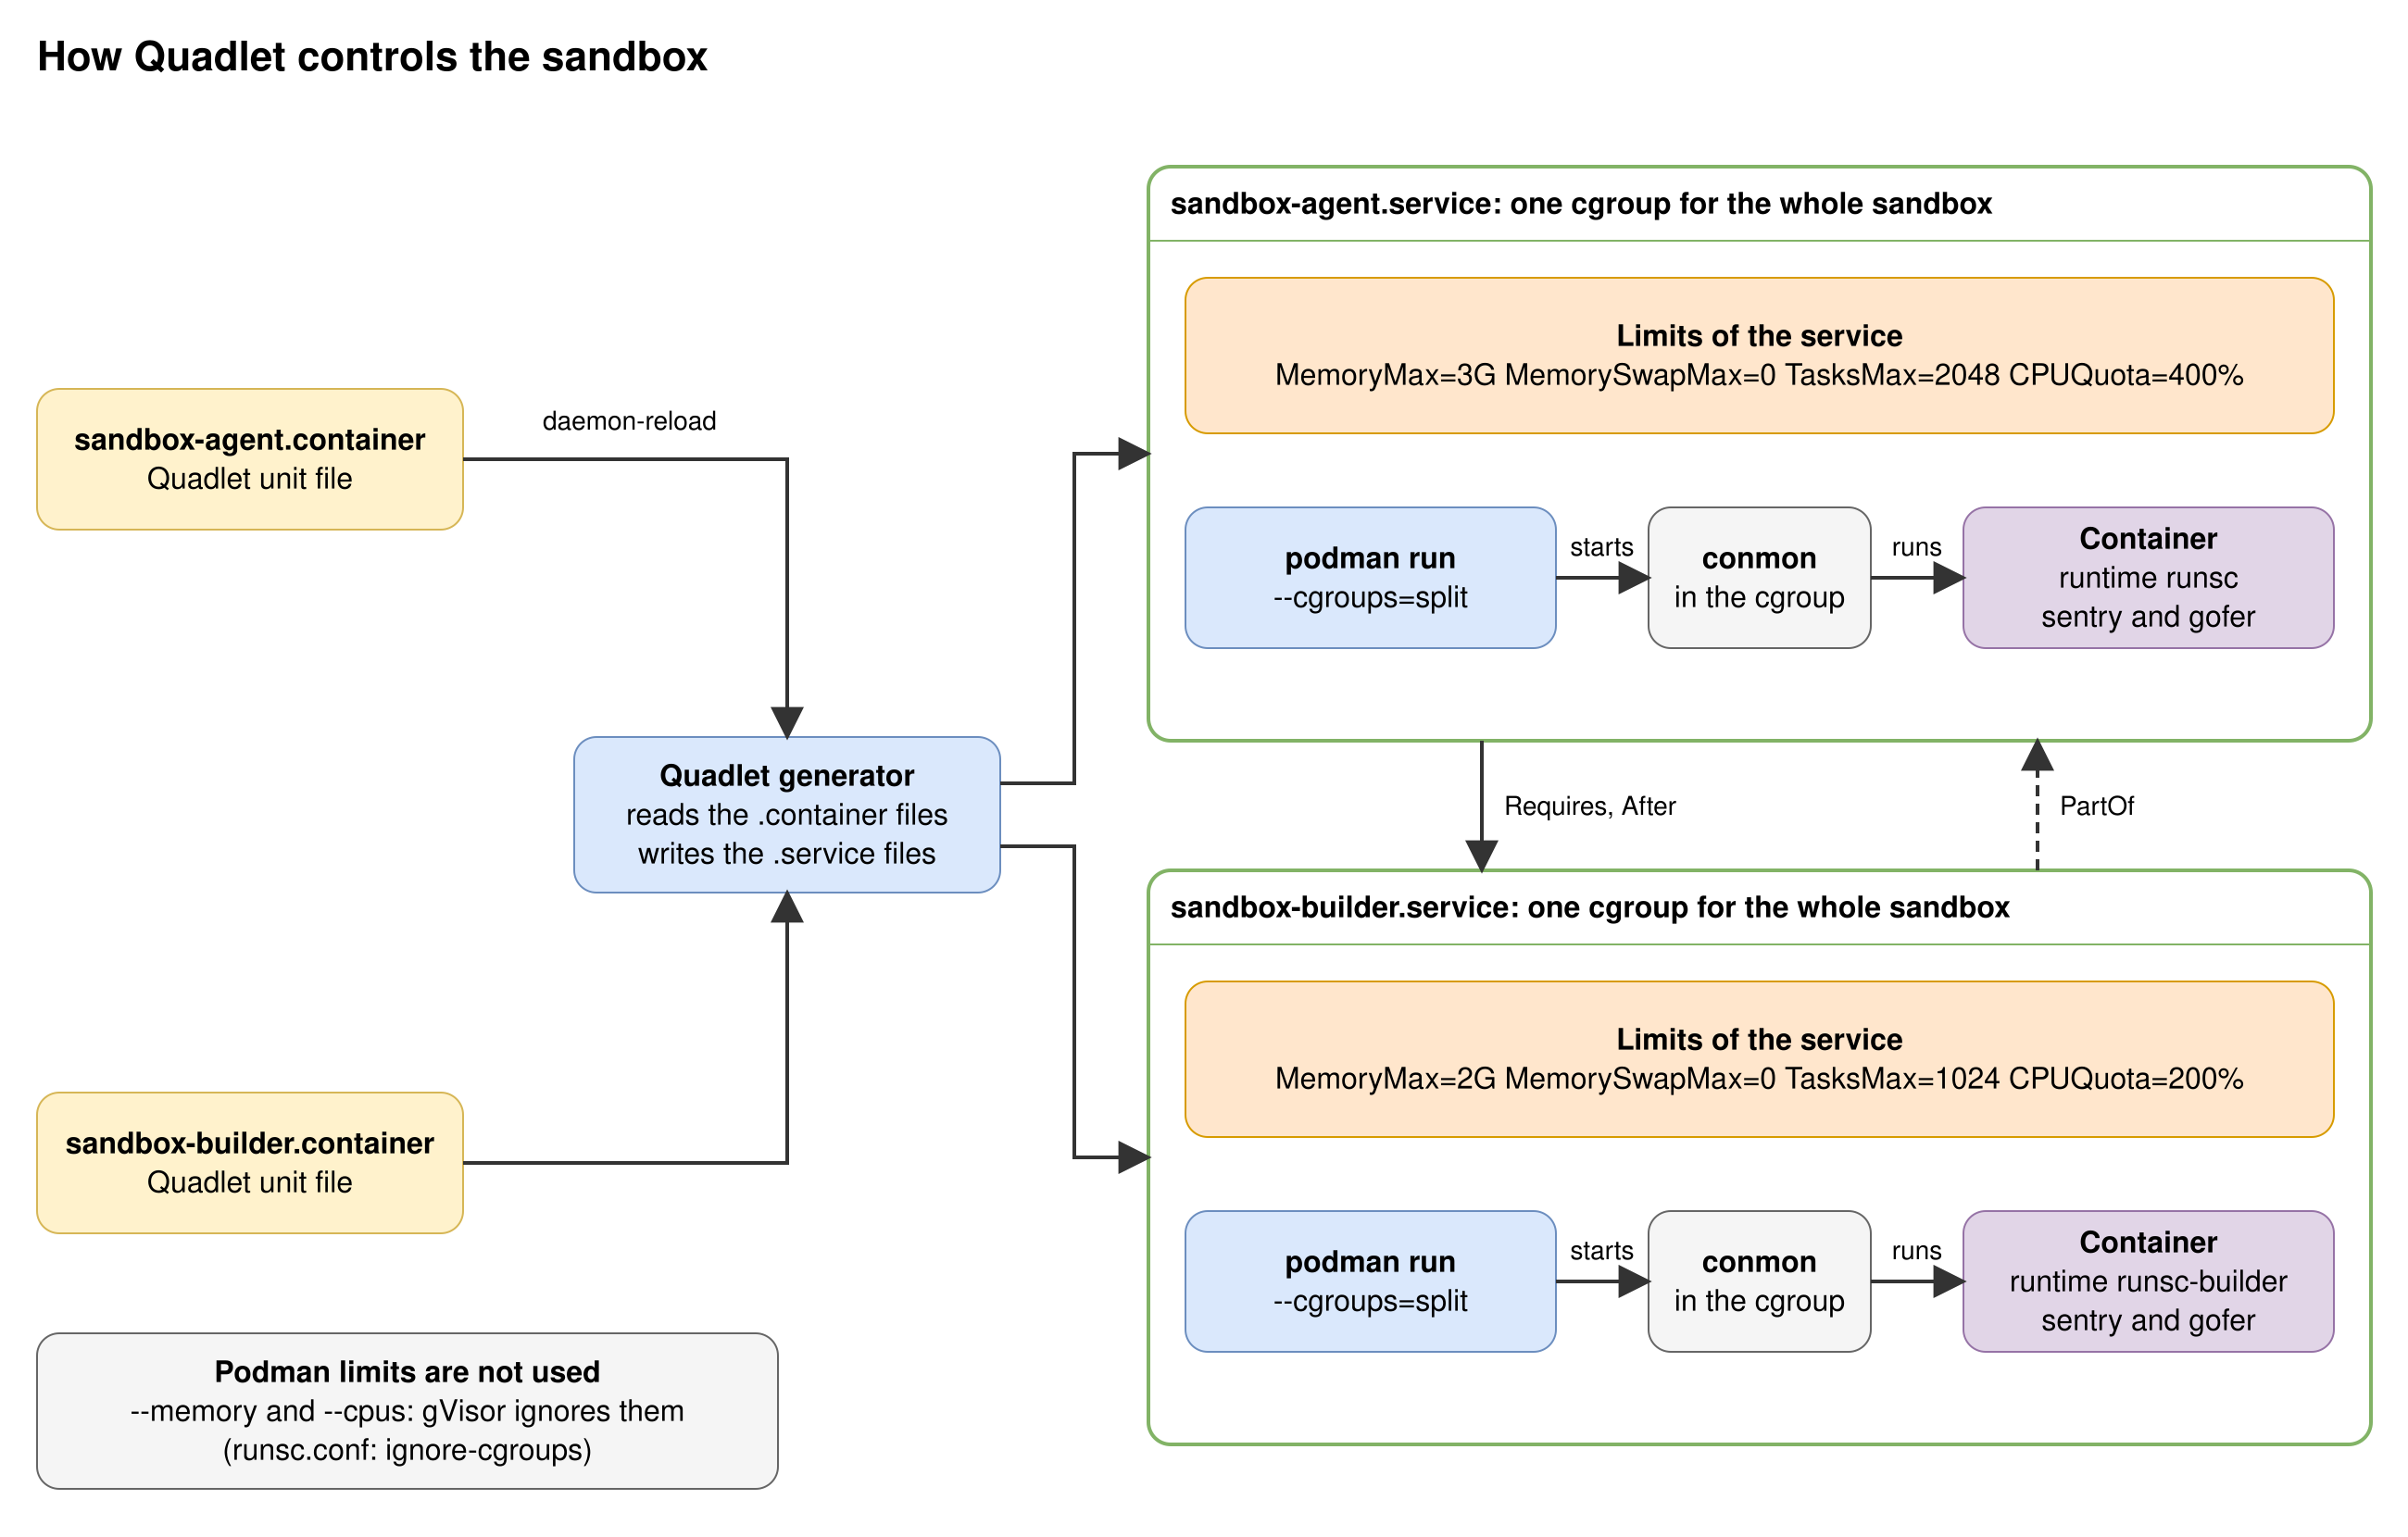 How Quadlet controls the sandbox
sandbox-agent.container
Quadlet unit file
daemon-reload
Quadlet generator
reads the .container files
writes the .service files
sandbox-builder.container
Quadlet unit file
Podman limits are not used
--memory and --cpus: gVisor ignores them
(runsc.conf: ignore-cgroups)
sandbox-agent.service: one cgroup for the whole sandbox
Limits of the service
MemoryMax=3G MemorySwapMax=0 TasksMax=2048 CPUQuota=400%
podman run
--cgroups=split
starts
conmon
in the cgroup
runs
Container
runtime runsc
sentry and gofer
Requires, After
PartOf
sandbox-builder.service: one cgroup for the whole sandbox
Limits of the service
MemoryMax=2G MemorySwapMax=0 TasksMax=1024 CPUQuota=200%
podman run
--cgroups=split
starts
conmon
in the cgroup
runs
Container
runtime runsc-builder
sentry and gofer